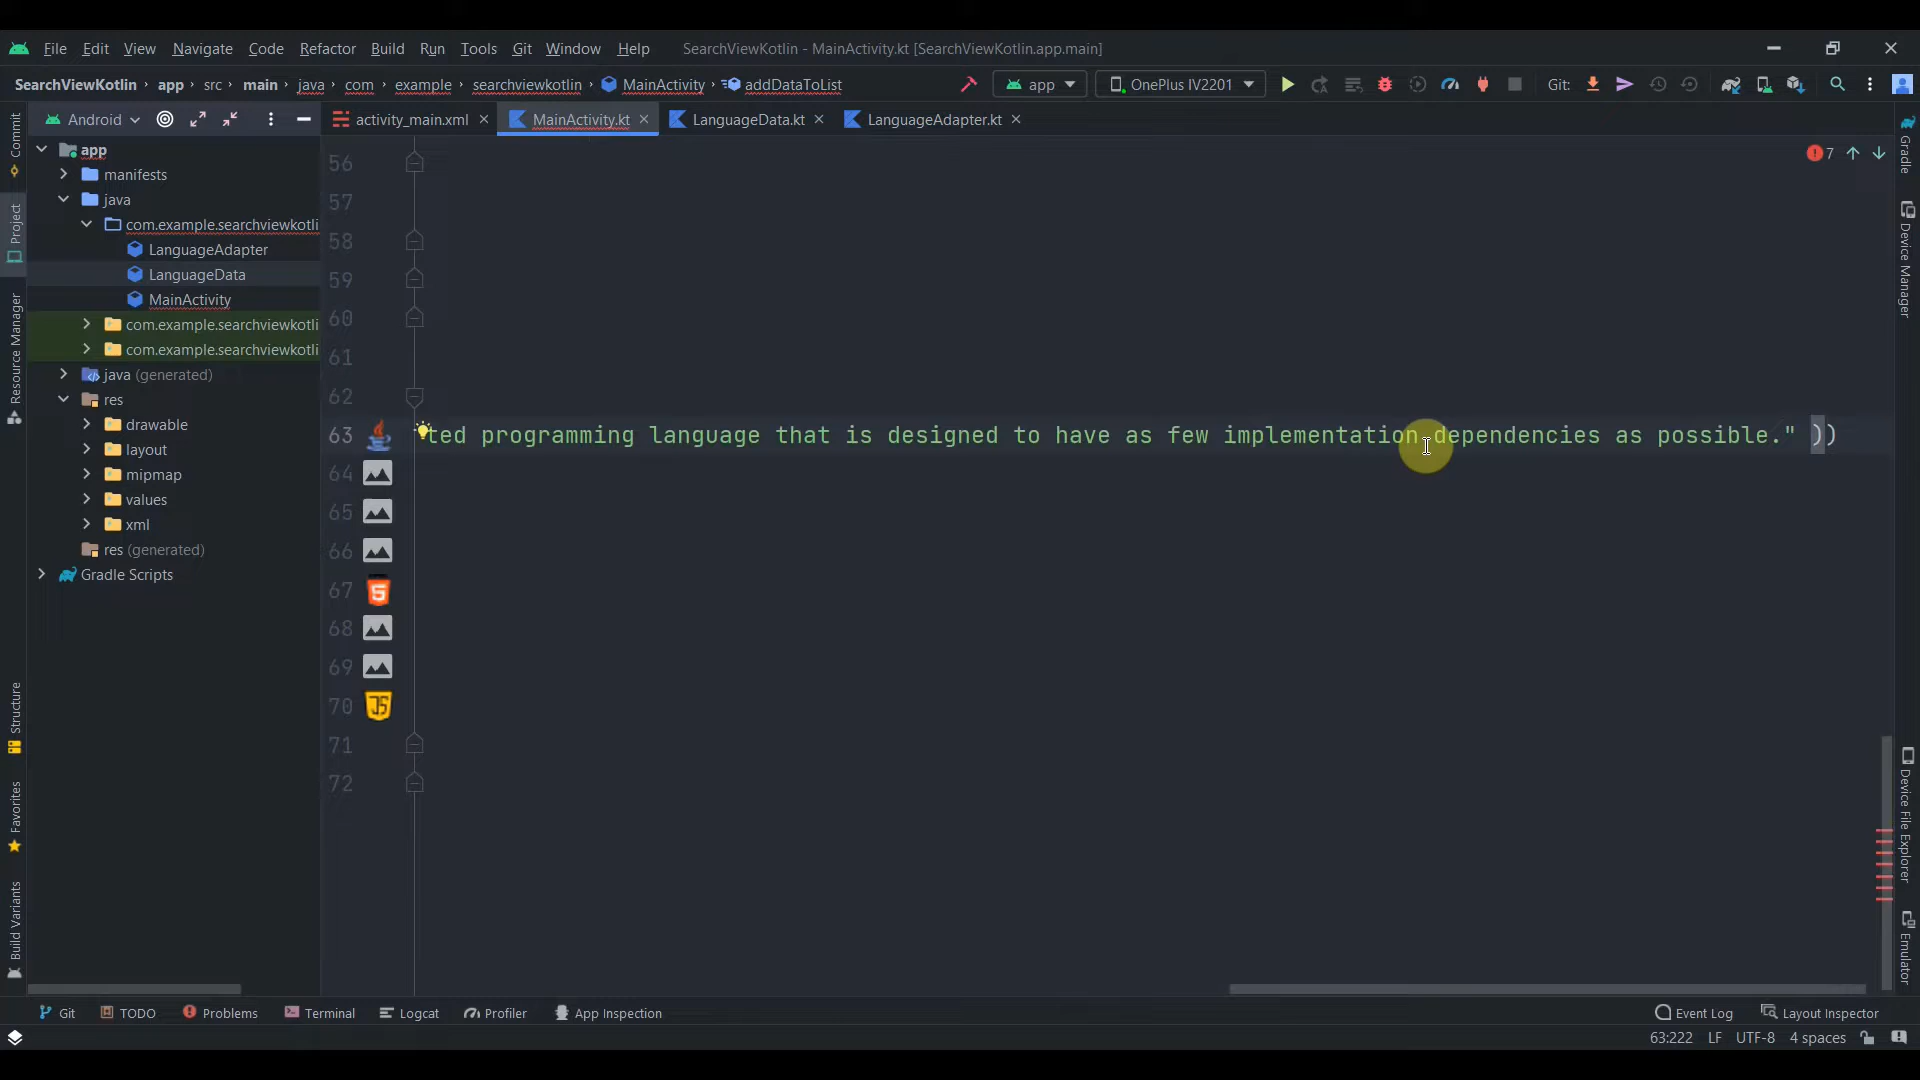 File Edit View Navigate Code Refactor Build Run Tools Git Window Help SearchViewKotlin - MainActivity.kt [SearchViewKotlin.app.main]
SearchViewKotlin app src main java com example searchviewkotlin MainActivity addDataToList app OnePlus IV2201 Git:
Android activity_main.xml MainActivity.kt LanguageData.kt LanguageAdapter.kt
app
manifests
java
com.example.searchviewkotli
LanguageAdapter
LanguageData
MainActivity
com.example.searchviewkotli
com.example.searchviewkotli
java (generated)
res
drawable
layout
mipmap
values
xml
res (generated)
Gradle Scripts
7
56
57
58
59
60
61
62
63 ted programming language that is designed to have as few implementation dependencies as possible." ))
64
65
66
67
68
69
70
71
72
Commit
Project
Resource Manager
Structure
Favorites
Build Variants
Gradle
Device Manager
Device File Explorer
Emulator
Git TODO Problems Terminal Logcat Profiler App Inspection Event Log Layout Inspector
63:222 LF UTF-8 4 spaces